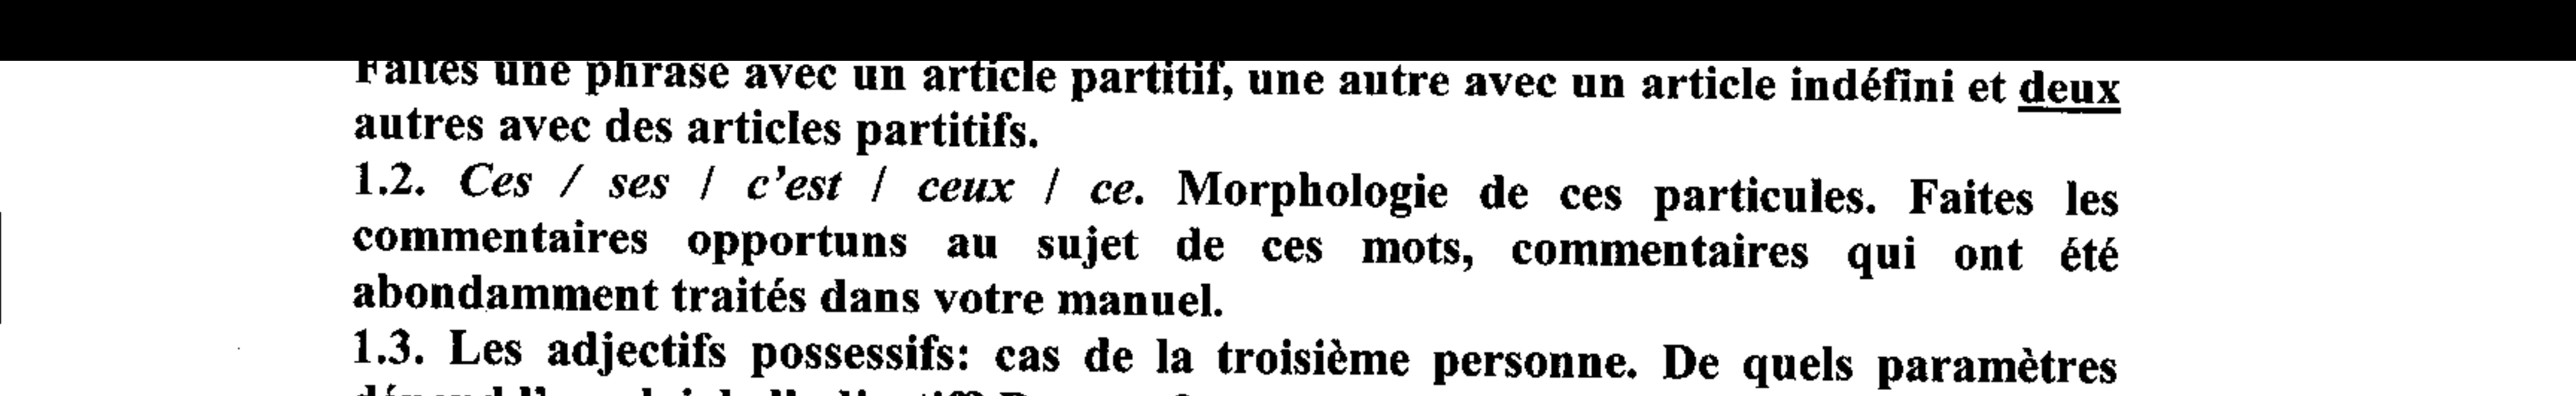 Faites une phrase avec un article partitif, une autre avec un article indéfini et deux
autres avec des articles partitifs.
1.2. Ces / ses / c'est / ceux / ce. Morphologie de ces particules. Faites les
commentaires opportuns au sujet de ces mots, commentaires qui ont été
abondamment traités dans votre manuel.
1.3. Les adjectifs possessifs: cas de la troisième personne. De quels paramètres